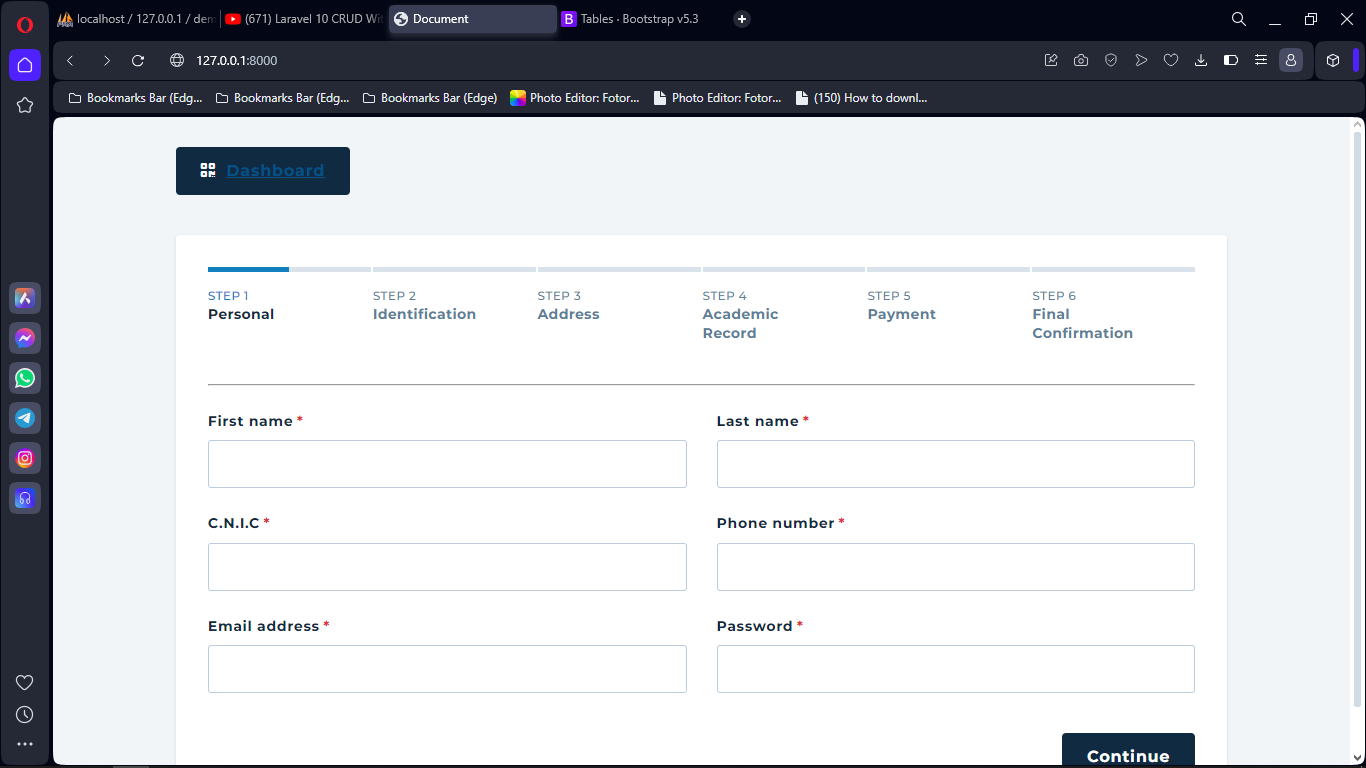 localhost / 127.0.0.1 / den
(671) Laravel 10 CRUD Wit
Document
B Tables · Bootstrap v5.3
127.0.0.1:8000
Bookmarks Bar (Edg...
Bookmarks Bar (Edg...
Bookmarks Bar (Edge)
Photo Editor: Fotor...
Photo Editor: Fotor...
(150) How to downl...
Dashboard
STEP 1
Personal
STEP 2
Identification
STEP 3
Address
STEP 4
Academic
Record
STEP 5
Payment
STEP 6
Final
Confirmation
First name *
Last name *
C.N.I.C *
Phone number *
Email address *
Password *
Continue